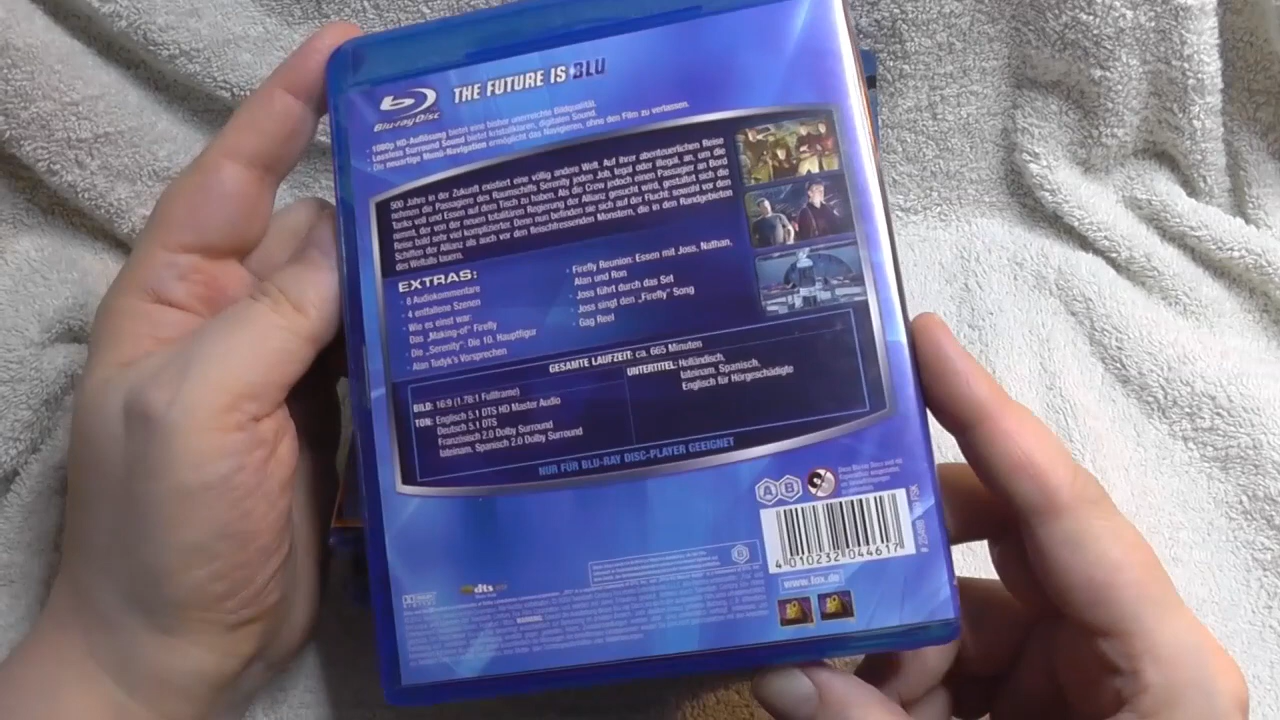 Blu-ray Disc
THE FUTURE IS BLU
• 1080p HD-Auflösung bietet eine bisher unerreichte Bildqualität.
• Lossless Surround Sound bietet kristallklaren, digitalen Sound.
• Die neuartige Menü-Navigation ermöglicht das Navigieren, ohne den Film zu verlassen.
500 Jahre in der Zukunft existiert eine völlig andere Welt. Auf ihrer abenteuerlichen Reise
nehmen die Passagiere des Raumschiffs Serenity jeden Job, legal oder illegal, an, um die
Tanks voll und Essen auf dem Tisch zu haben. Als die Crew jedoch einen Passagier an Bord
nimmt, der von der neuen totalitären Regierung der Allianz gesucht wird, gestaltet sich die
Reise bald sehr viel komplizierter. Denn nun befinden sie sich auf der Flucht: sowohl vor den
Schiffen der Allianz als auch vor den fleischfressenden Monstern, die in den Randgebieten
des Weltalls lauern.
EXTRAS:
• 8 Audiokommentare
• 4 entfallene Szenen
• Wie es einst war:
Das „Making-of“ Firefly
• Die „Serenity“: Die 10. Hauptfigur
• Alan Tudyk's Vorsprechen
• Firefly Reunion: Essen mit Joss, Nathan,
Alan und Ron
• Joss führt durch das Set
• Joss singt den „Firefly“ Song
• Gag Reel
GESAMTE LAUFZEIT: ca. 665 Minuten
BILD: 16:9 (1.78:1 Fullframe)
TON: Englisch 5.1 DTS HD Master Audio
Deutsch 5.1 DTS
Französisch 2.0 Dolby Surround
lateinam. Spanisch 2.0 Dolby Surround
UNTERTITEL: Holländisch,
lateinam. Spanisch,
Englisch für Hörgeschädigte
NUR FÜR BLU-RAY DISC-PLAYER GEEIGNET
A B
4 010232 044617
www.fox.de
dts
B
WARNUNG